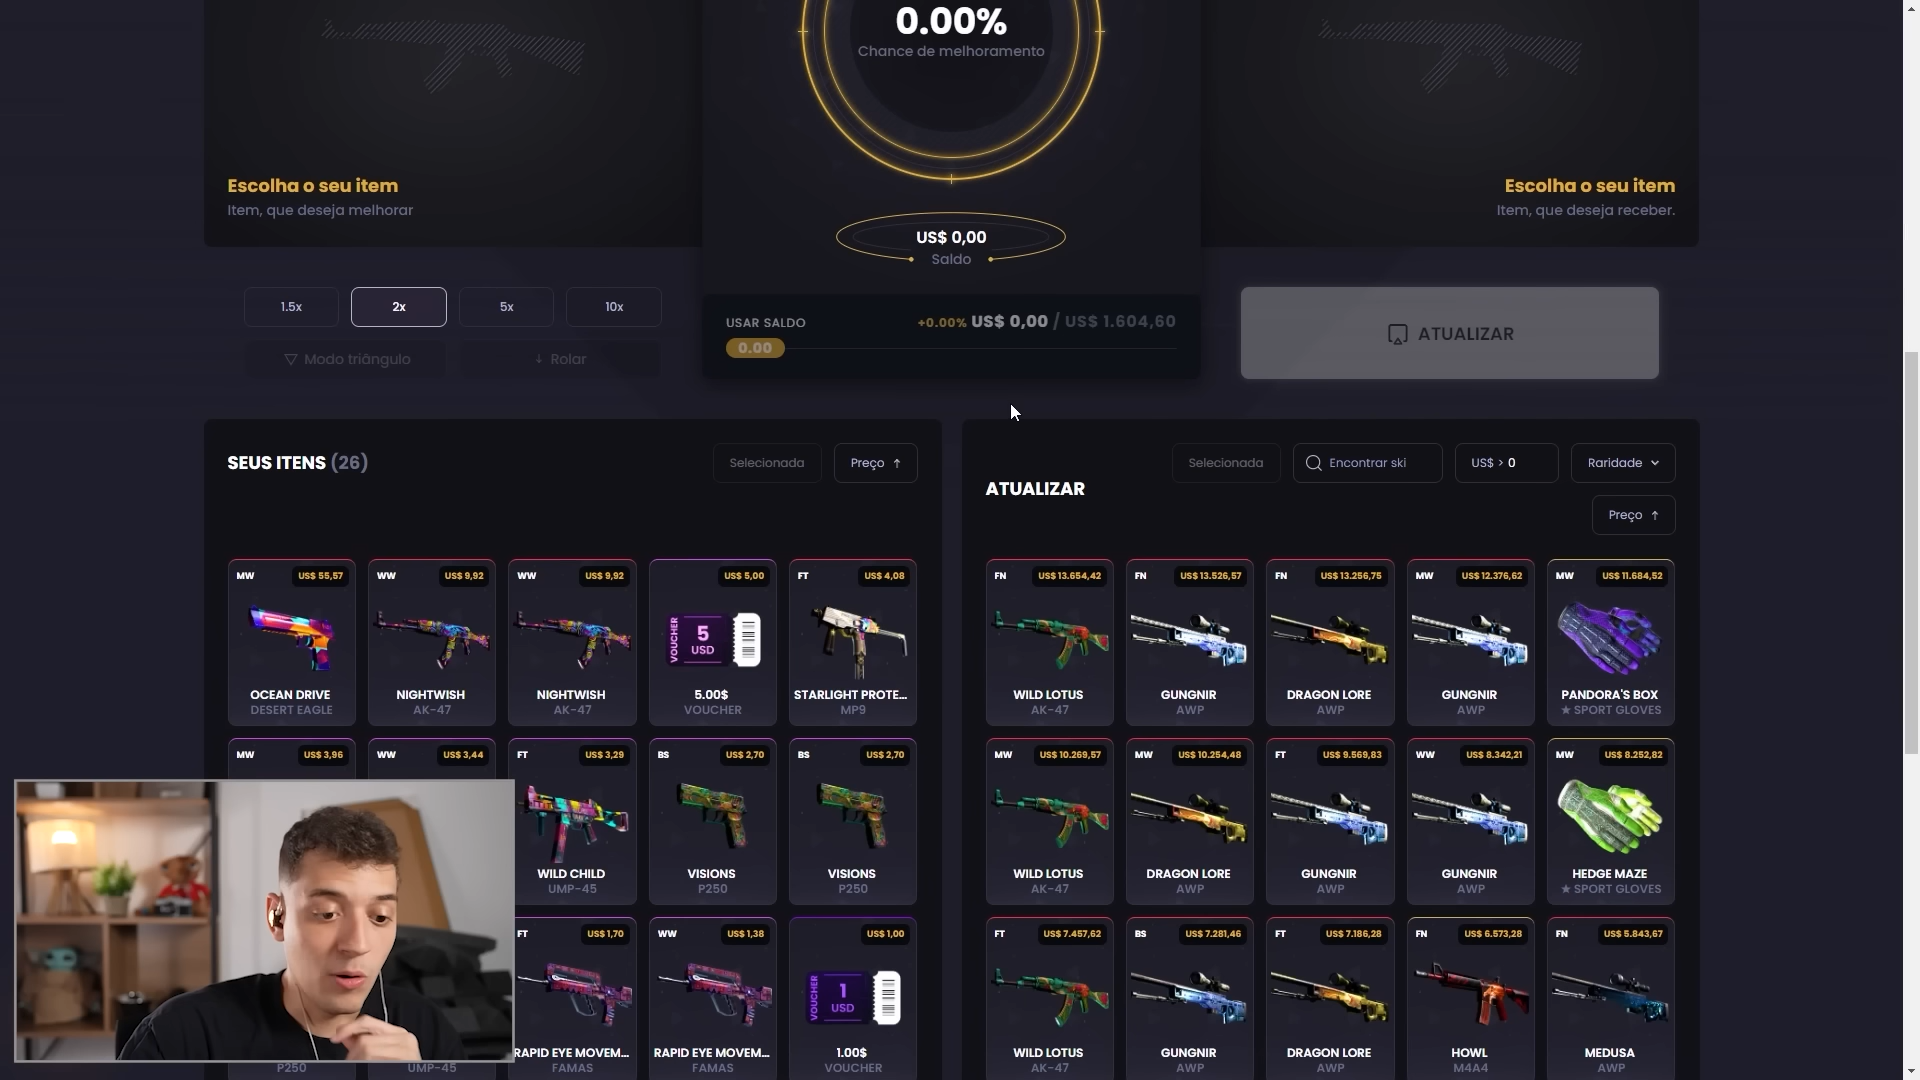 0.00%
Chance de melhoramento
Escolha o seu item
Item, que deseja melhorar
Escolha o seu item
Item, que deseja receber.
US$ 0,00
Saldo
1.5x
2x
5x
10x
Modo triângulo
Rolar
USAR SALDO
+0.00% US$ 0,00 / US$ 1.604,60
0.00
ATUALIZAR
SEUS ITENS (26)
Selecionada
Preço
MW US$ 55,57
OCEAN DRIVE
DESERT EAGLE
WW US$ 9,92
NIGHTWISH
AK-47
WW US$ 9,92
NIGHTWISH
AK-47
US$ 5,00
VOUCHER
5
USD
5.00$
VOUCHER
FT US$ 4,08
STARLIGHT PROTE...
MP9
MW US$ 3,96
WW US$ 3,44
FT US$ 3,29
WILD CHILD
UMP-45
BS US$ 2,70
VISIONS
P250
BS US$ 2,70
VISIONS
P250
P250
UMP-45
FT US$ 1,70
RAPID EYE MOVEM...
FAMAS
WW US$ 1,38
RAPID EYE MOVEM...
FAMAS
US$ 1,00
VOUCHER
1
USD
1.00$
VOUCHER
ATUALIZAR
Selecionada
Encontrar ski
US$ > 0
Raridade
Preço
FN US$ 13.654,42
WILD LOTUS
AK-47
FN US$ 13.526,57
GUNGNIR
AWP
FN US$ 13.256,75
DRAGON LORE
AWP
MW US$ 12.376,62
GUNGNIR
AWP
MW US$ 11.684,52
PANDORA'S BOX
★ SPORT GLOVES
MW US$ 10.269,57
WILD LOTUS
AK-47
MW US$ 10.254,48
DRAGON LORE
AWP
FT US$ 9.569,83
GUNGNIR
AWP
WW US$ 8.342,21
GUNGNIR
AWP
MW US$ 8.252,82
HEDGE MAZE
★ SPORT GLOVES
FT US$ 7.457,62
WILD LOTUS
AK-47
BS US$ 7.281,46
GUNGNIR
AWP
FT US$ 7.186,28
DRAGON LORE
AWP
FN US$ 6.573,28
HOWL
M4A4
FN US$ 5.843,67
MEDUSA
AWP